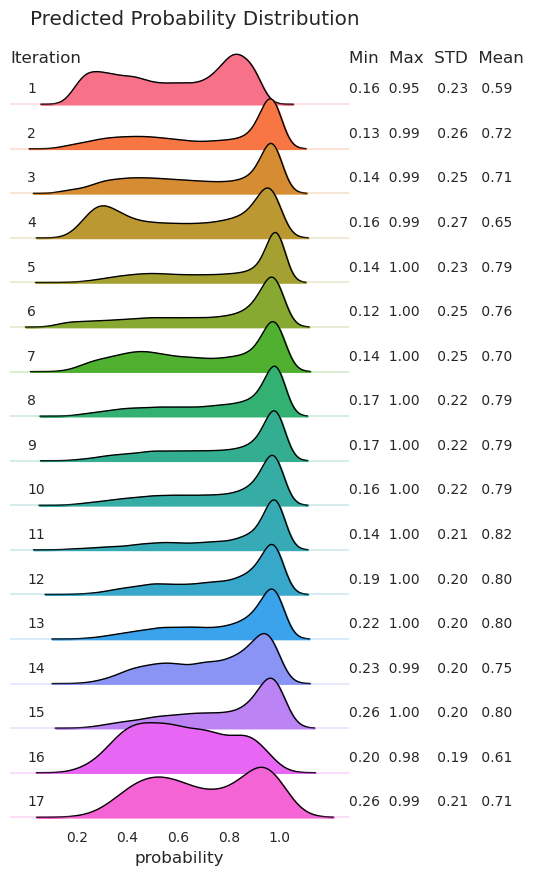 Predicted Probability Distribution
Iteration Min Max STD Mean
1 0.16 0.95 0.23 0.59
2 0.13 0.99 0.26 0.72
3 0.14 0.99 0.25 0.71
4 0.16 0.99 0.27 0.65
5 0.14 1.00 0.23 0.79
6 0.12 1.00 0.25 0.76
7 0.14 1.00 0.25 0.70
8 0.17 1.00 0.22 0.79
9 0.17 1.00 0.22 0.79
10 0.16 1.00 0.22 0.79
11 0.14 1.00 0.21 0.82
12 0.19 1.00 0.20 0.80
13 0.22 1.00 0.20 0.80
14 0.23 0.99 0.20 0.75
15 0.26 1.00 0.20 0.80
16 0.20 0.98 0.19 0.61
17 0.26 0.99 0.21 0.71
0.2 0.4 0.6 0.8 1.0
probability